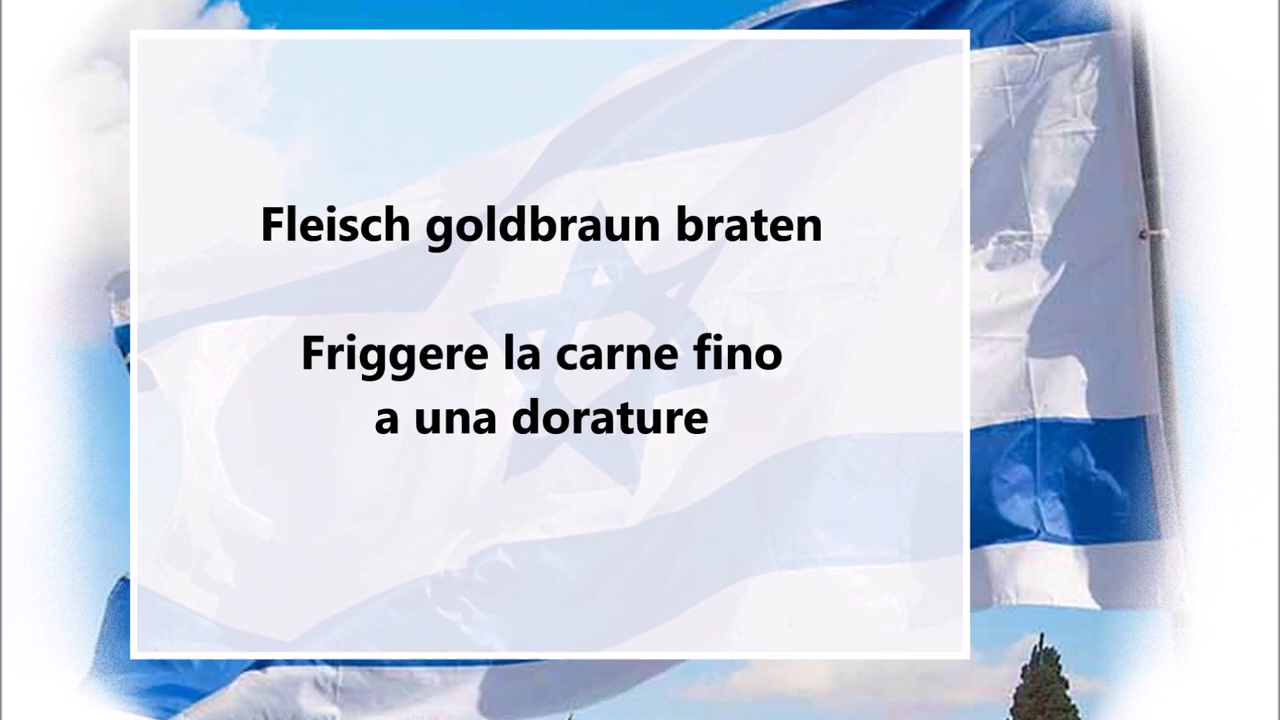 Fleisch goldbraun braten
Friggere la carne fino
a una dorature